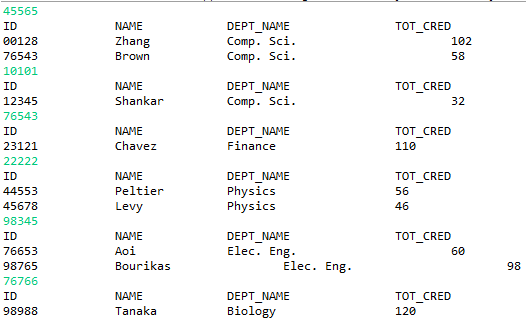 45565
ID NAME DEPT_NAME TOT_CRED
00128 Zhang Comp. Sci. 102
76543 Brown Comp. Sci. 58
10101
ID NAME DEPT_NAME TOT_CRED
12345 Shankar Comp. Sci. 32
76543
ID NAME DEPT_NAME TOT_CRED
23121 Chavez Finance 110
22222
ID NAME DEPT_NAME TOT_CRED
44553 Peltier Physics 56
45678 Levy Physics 46
98345
ID NAME DEPT_NAME TOT_CRED
76653 Aoi Elec. Eng. 60
98765 Bourikas Elec. Eng. 98
76766
ID NAME DEPT_NAME TOT_CRED
98988 Tanaka Biology 120